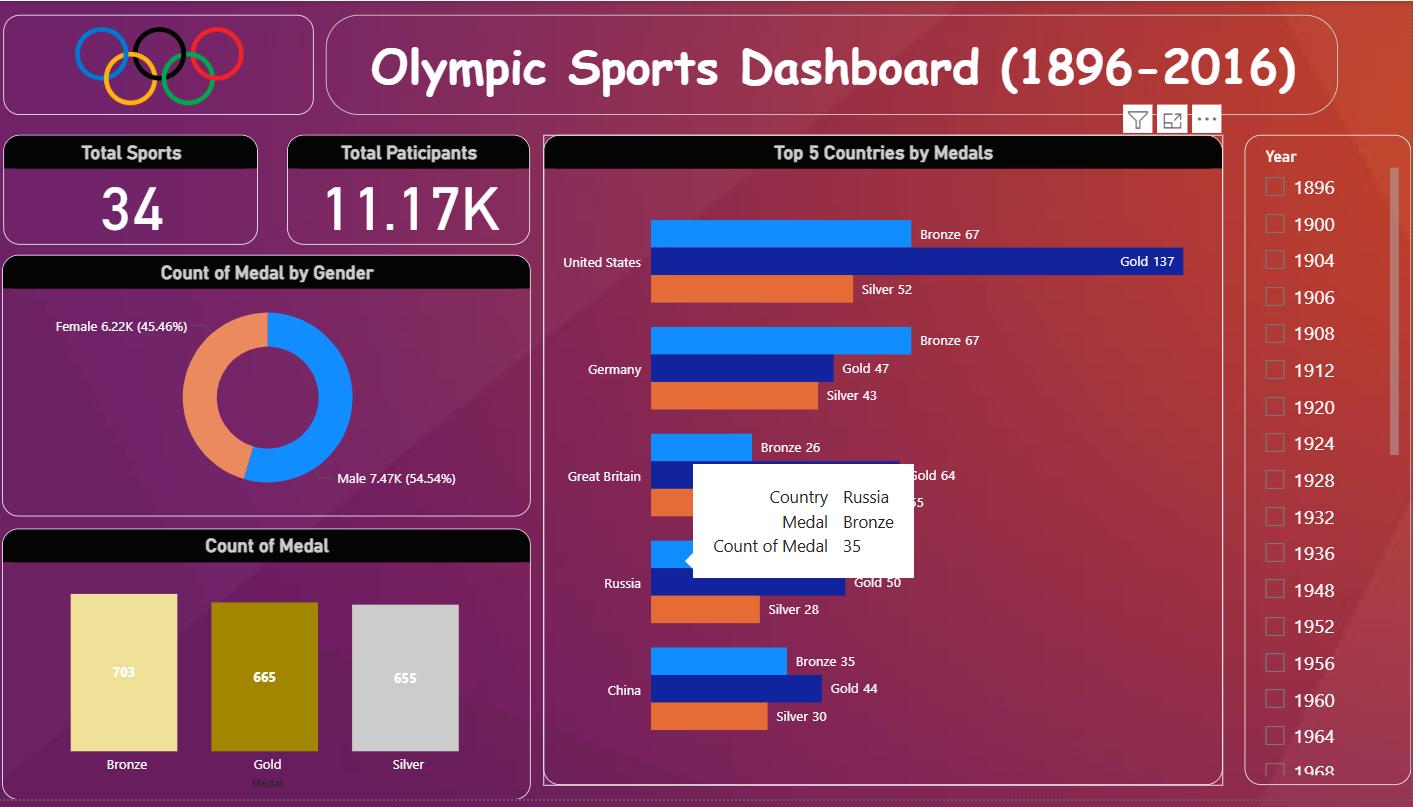 Olympic Sports Dashboard (1896-2016)
Total Sports
34
Total Paticipants
11.17K
Count of Medal by Gender
Female 6.22K (45.46%)
Male 7.47K (54.54%)
Count of Medal
703
665
655
Bronze
Gold
Silver
Medal
Top 5 Countries by Medals
United States
Bronze 67
Gold 137
Silver 52
Germany
Bronze 67
Gold 47
Silver 43
Great Britain
Bronze 26
Gold 64
Country Russia
Medal Bronze
Count of Medal 35
Russia
Gold 50
Silver 28
China
Bronze 35
Gold 44
Silver 30
Year
1896
1900
1904
1906
1908
1912
1920
1924
1928
1932
1936
1948
1952
1956
1960
1964
1968